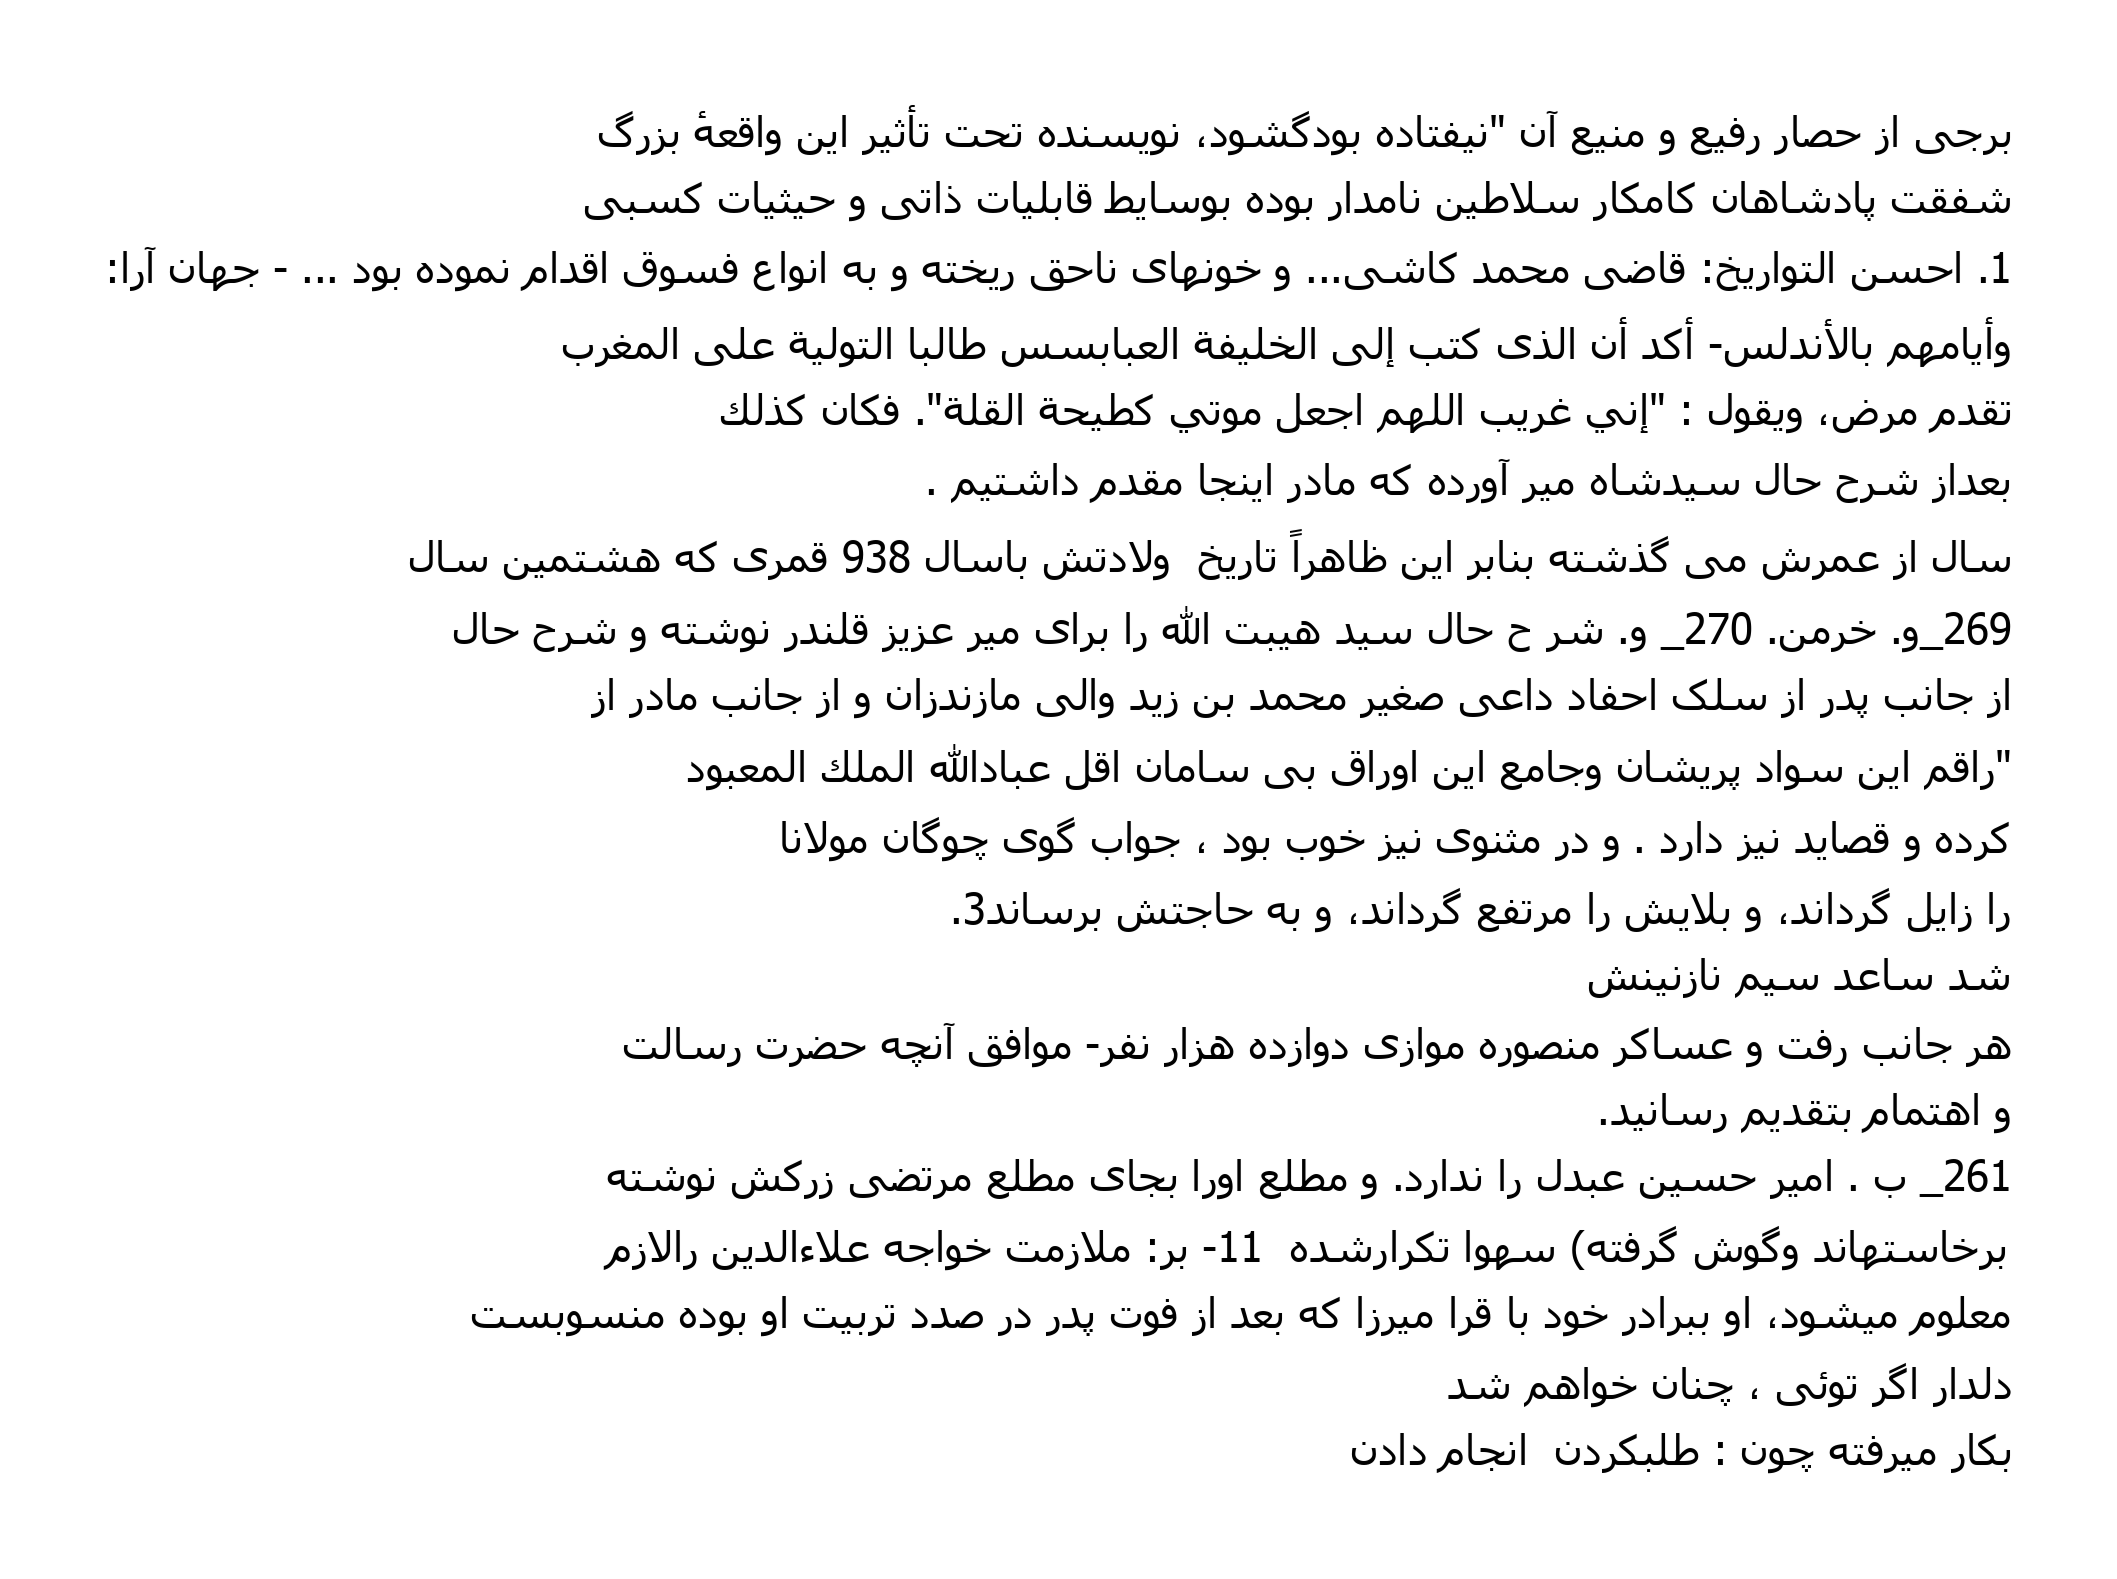 برجی از حصار رفیع و منیع آن "نیفتاده بودگشود، نویسنده تحت تأثیر این واقعهٔ بزرگ
شفقت پادشاهان کامکار سلاطین نامدار بوده بوسایط قابلیات ذاتی و حیثیات کسبی
1. احسن التواریخ: قاضی محمد کاشی... و خونهای ناحق ریخته و به انواع فسوق اقدام نموده بود ... - جهان آرا:
وأیامهم بالأندلس- أکد أن الذی کتب إلی الخلیفة العبابسس طالبا التولیة علی المغرب
تقدم مرض، ويقول : "إني غريب اللهم اجعل موتي كطيحة القلة". فكان كذلك
بعداز شرح حال سیدشاه میر آورده که مادر اینجا مقدم داشتیم .
سال از عمرش می گذشته بنابر این ظاهراً تاریخ  ولادتش باسال 938 قمری که هشتمین سال
269_و. خرمن. 270_ و. شر ح حال سید هیبت الله را برای میر عزیز قلندر نوشته و شرح حال
از جانب پدر از سلک احفاد داعی صغیر محمد بن زید والی مازندزان و از جانب مادر از
"راقم این سواد پریشان وجامع این اوراق بی سامان اقل عبادالله الملك المعبود
کرده و قصاید نیز دارد . و در مثنوی نیز خوب بود ، جواب گوی چوگان مولانا
را زایل گرداند، و بلایش را مرتفع گرداند، و به حاجتش برساند3.
شد ساعد سیم نازنینش
هر جانب رفت و عساکر منصوره موازی دوازده هزار نفر- موافق آنچه حضرت رسالت
و اهتمام بتقدیم رسانید.
261_ ب . امیر حسین عبدل را ندارد. و مطلع اورا بجای مطلع مرتضی زرکش نوشته
برخاستهاند وگوش گرفته) سهوا تکرارشده  11- بر: ملازمت خواجه علاءالدین رالازم
معلوم میشود، او ببرادر خود با قرا میرزا که بعد از فوت پدر در صدد تربیت او بوده منسوبست
دلدار اگر توئی ، چنان خواهم شد
بکار میرفته چون : طلبکردن  انجام دادن